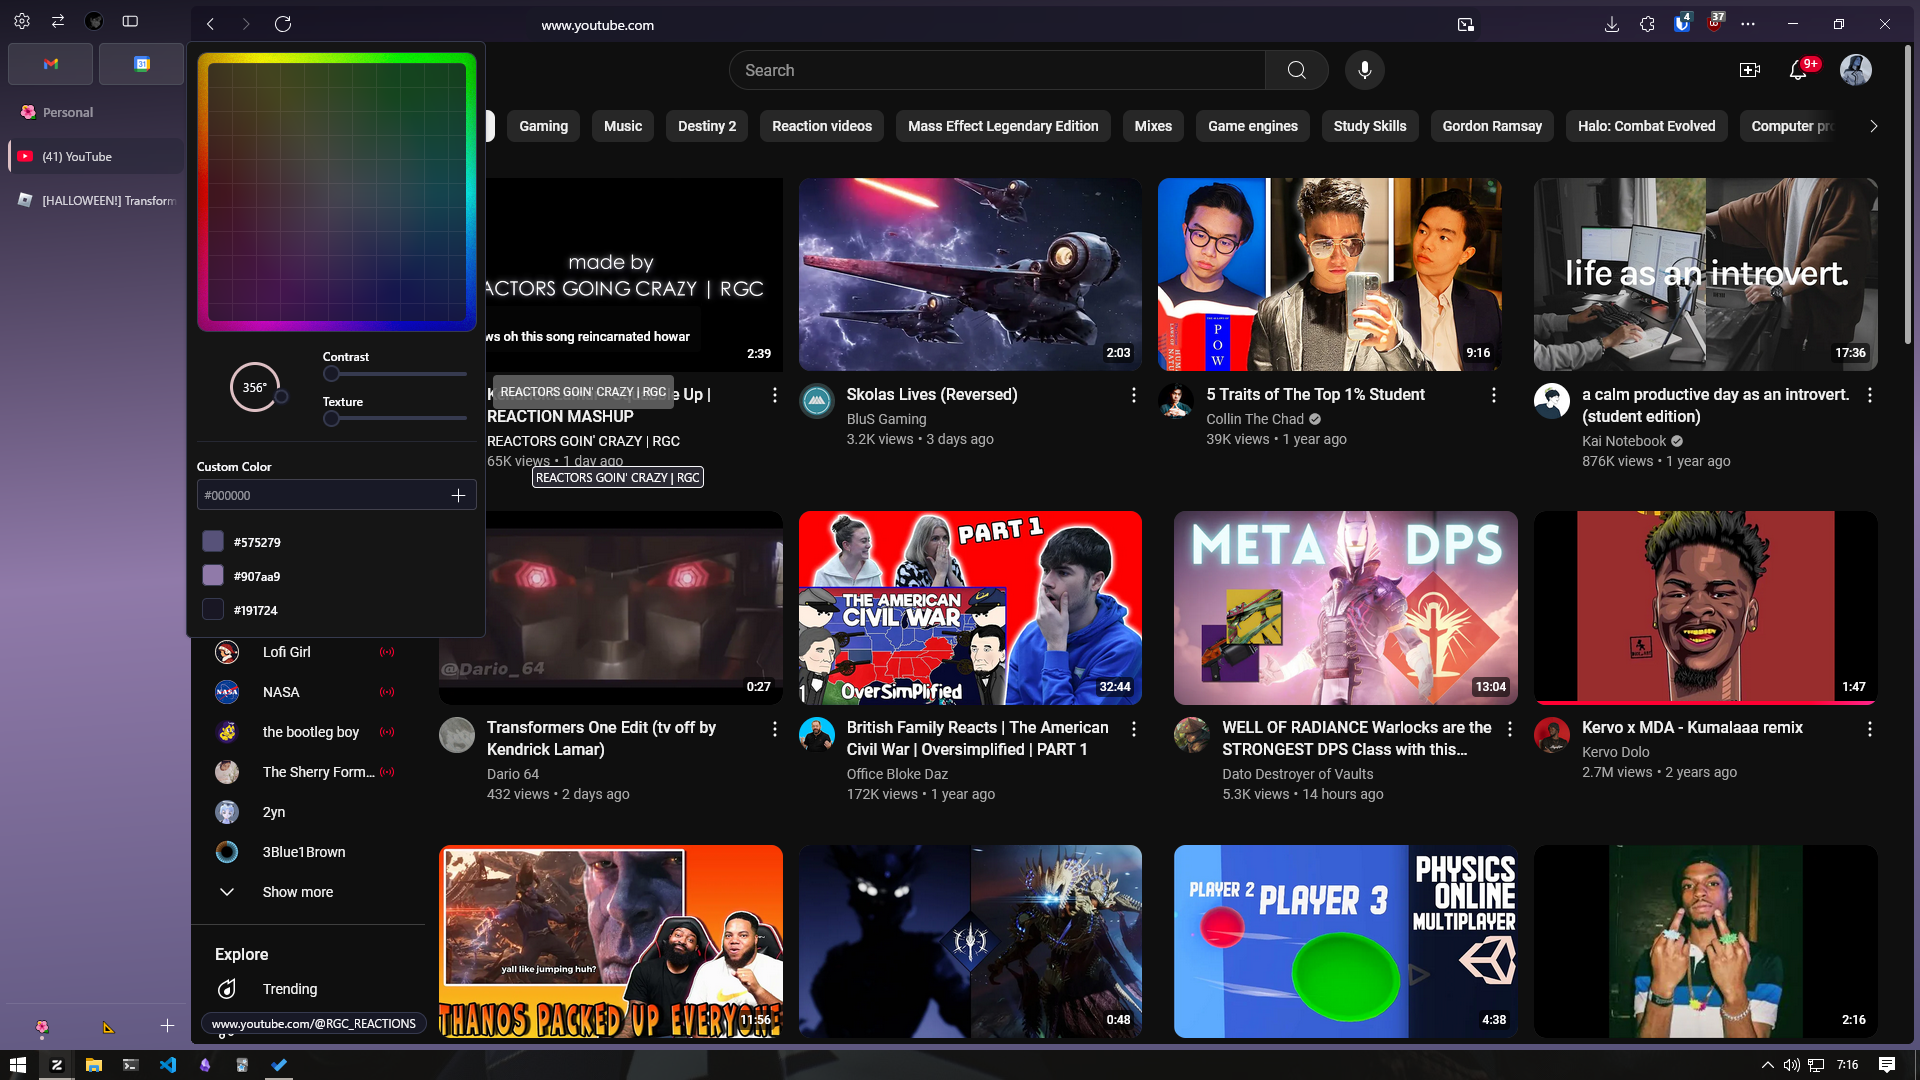 www.youtube.com
4
37
31
Personal
(41) YouTube
[HALLOWEEN!] Transform
356°
Contrast
Texture
Custom Color
#000000
#575279
#907aa9
#191724
Search
9+
Gaming
Music
Destiny 2
Reaction videos
Mass Effect Legendary Edition
Mixes
Game engines
Study Skills
Gordon Ramsay
Halo: Combat Evolved
Computer pro
made by
ACTORS GOING CRAZY | RGC
ws oh this song reincarnated howar
2:39
REACTORS GOIN' CRAZY | RGC
Up |
REACTION MASHUP
REACTORS GOIN' CRAZY | RGC
65K views • 1 day ago
REACTORS GOIN' CRAZY | RGC
2:03
Skolas Lives (Reversed)
BluS Gaming
3.2K views • 3 days ago
POW
9:16
5 Traits of The Top 1% Student
Collin The Chad
39K views • 1 year ago
life as an introvert.
17:36
a calm productive day as an introvert.
(student edition)
Kai Notebook
876K views • 1 year ago
@Dario_64
0:27
Transformers One Edit (tv off by
Kendrick Lamar)
Dario 64
432 views • 2 days ago
PART 1
THE AMERICAN
CIVIL WAR
OverSimplified
32:44
British Family Reacts | The American
Civil War | Oversimplified | PART 1
Office Bloke Daz
172K views • 1 year ago
META DPS
13:04
WELL OF RADIANCE Warlocks are the
STRONGEST DPS Class with this...
Dato Destroyer of Vaults
5.3K views • 14 hours ago
1:47
Kervo x MDA - Kumalaaa remix
Kervo Dolo
2.7M views • 2 years ago
Lofi Girl
NASA
NASA
the bootleg boy
The Sherry Form...
2yn
3Blue1Brown
Show more
Explore
Trending
www.youtube.com/@RGC_REACTIONS
yall like jumping huh?
THANOS PACKED UP EVERYONE
11:56
0:48
PLAYER 2
PLAYER 3
PHYSICS
ONLINE
MULTIPLAYER
4:38
2:16
7:16